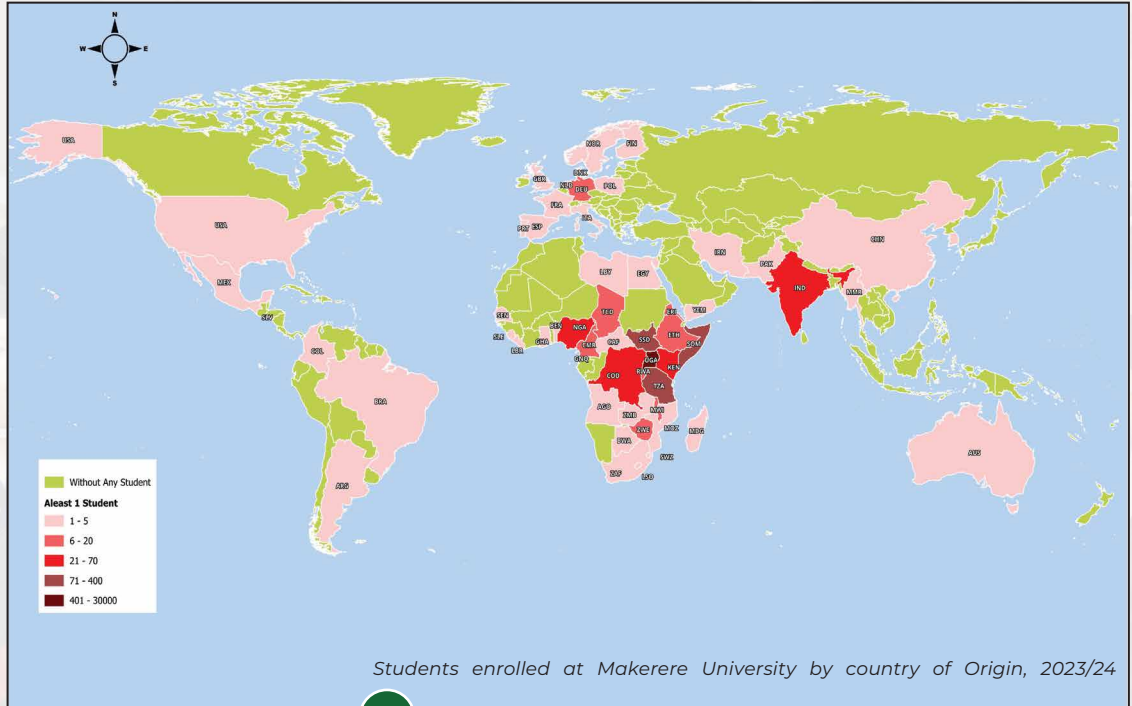 N
W E
S
USA
NOR
FIN
DNK
GBR
NLD
DEU
POL
FRA
ITA
PRT
ESP
USA
MEX
SLV
COL
BRA
ARG
LBY
EGY
IRN
PAK
CHN
IND
MMR
YEM
SEN
SLE
LBR
GHA
BEN
NGA
TCD
ERI
CMR
CAF
SSD
ETH
SOM
GNQ
UGA
COD
RWA
KEN
TZA
AGO
ZMB
MWI
MOZ
ZWE
MDG
BWA
SWZ
ZAF
LSO
AUS
Without Any Student
Aleast 1 Student
1 - 5
6 - 20
21 - 70
71 - 400
401 - 30000
Students enrolled at Makerere University by country of Origin, 2023/24